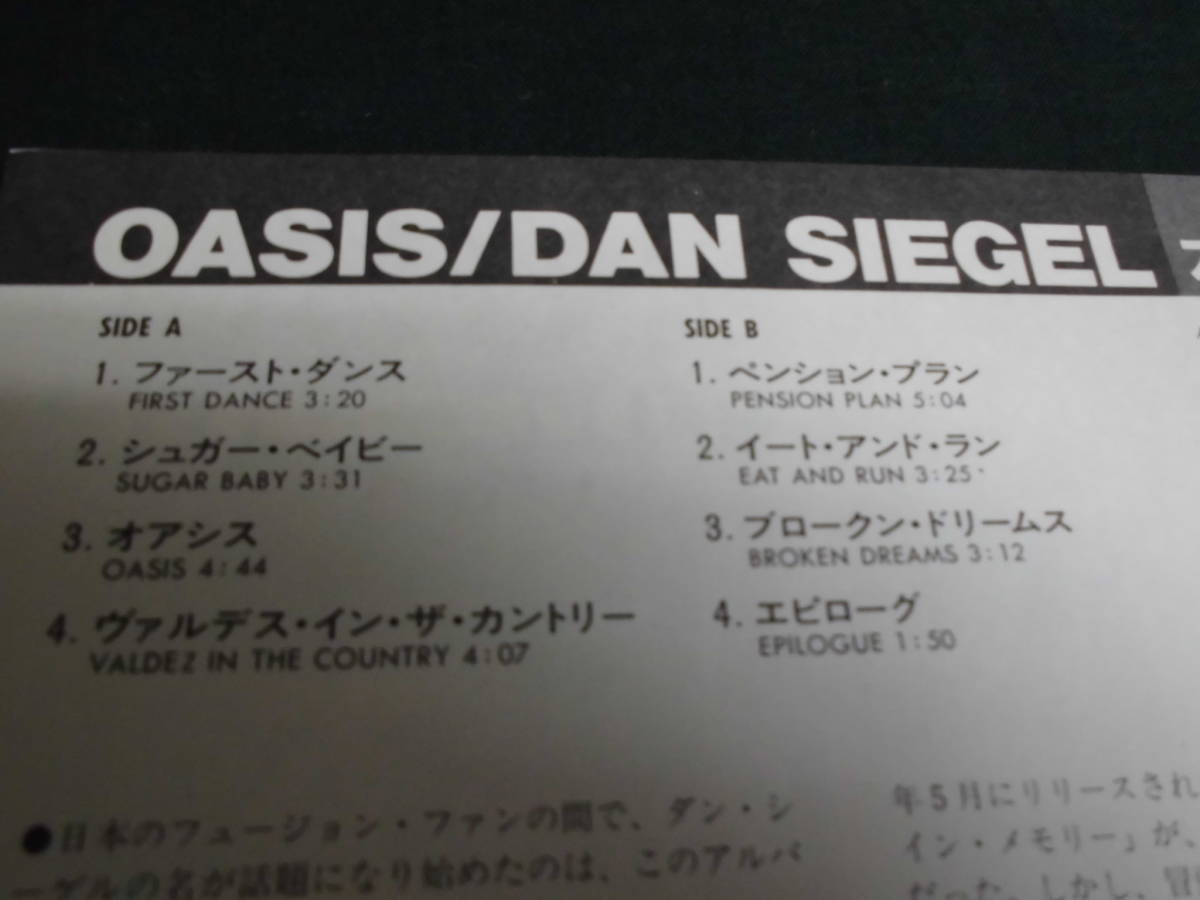 OASIS/DAN SIEGEL
SIDE A
1. ファースト・ダンス
FIRST DANCE 3:20
2. シュガー・ベイビー
SUGAR BABY 3:31
3. オアシス
OASIS 4:44
4. ヴァルデス・イン・ザ・カントリー
VALDEZ IN THE COUNTRY 4:07
SIDE B
1. ペンション・プラン
PENSION PLAN 5:04
2. イート・アンド・ラン
EAT AND RUN 3:25
3. ブロークン・ドリームス
BROKEN DREAMS 3:12
4. エピローグ
EPILOGUE 1:50
●日本のフュージョン・ファンの間で、ダン・シ
ーゲルの名が話題になり始めたのは、このアルバ
年5月にリリースされ
イン・メモリー」が、
だった。しかし、冒